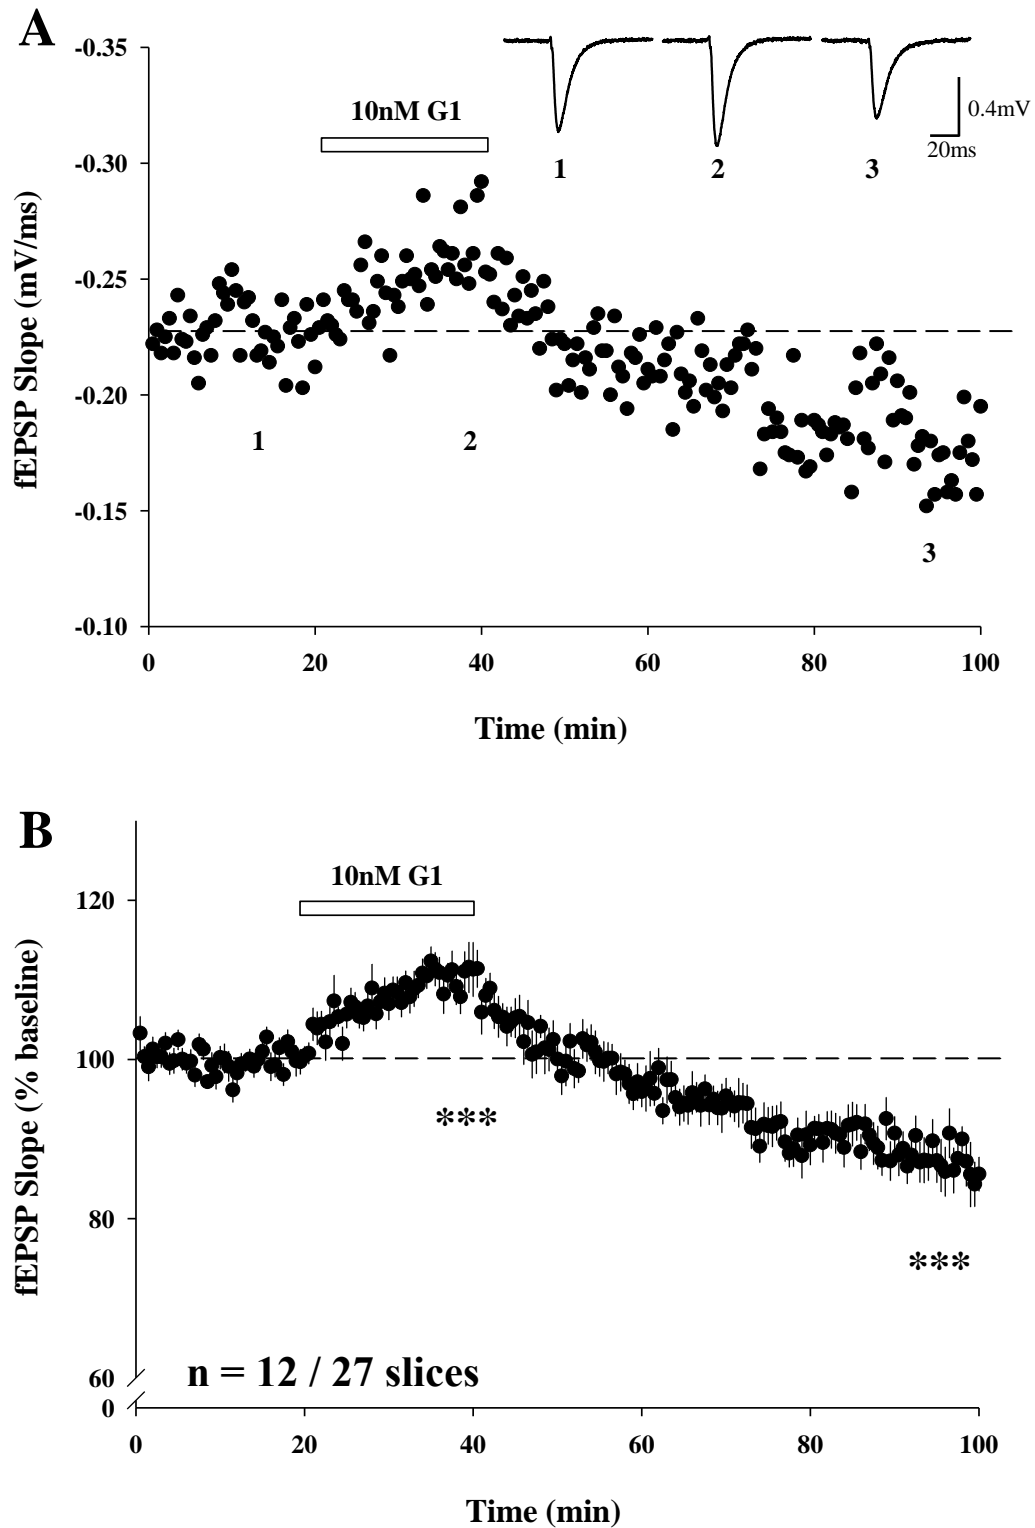 A
-0.35
-0.30
-0.25
-0.20
-0.15
-0.10
fEPSP Slope (mV/ms)
10nM G1
1
2
3
0.4mV
20ms
1
2
3
0
20
40
60
80
100
Time (min)
B
120
100
80
60
0
fEPSP Slope (% baseline)
10nM G1
***
***
n = 12 / 27 slices
0
20
40
60
80
100
Time (min)